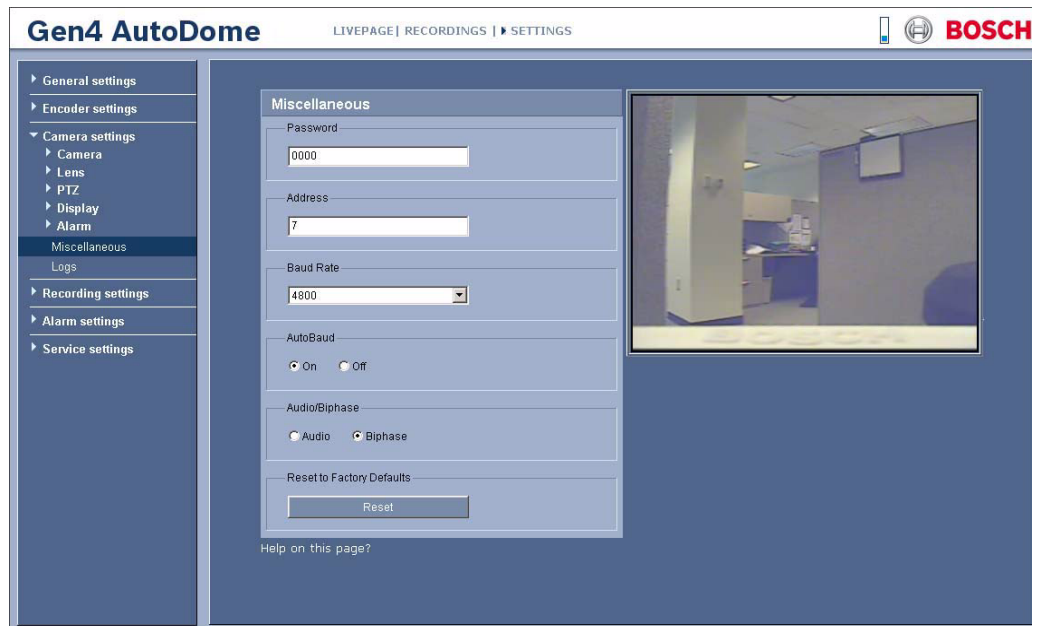 Gen4 AutoDome
LIVEPAGE| RECORDINGS | SETTINGS
BOSCH
General settings
Encoder settings
Camera settings
Camera
Lens
PTZ
Display
Alarm
Miscellaneous
Logs
Recording settings
Alarm settings
Service settings
Miscellaneous
Password
0000
Address
7
Baud Rate
4800
AutoBaud
On Off
Audio/Biphase
Audio Biphase
Reset to Factory Defaults
Reset
Help on this page?